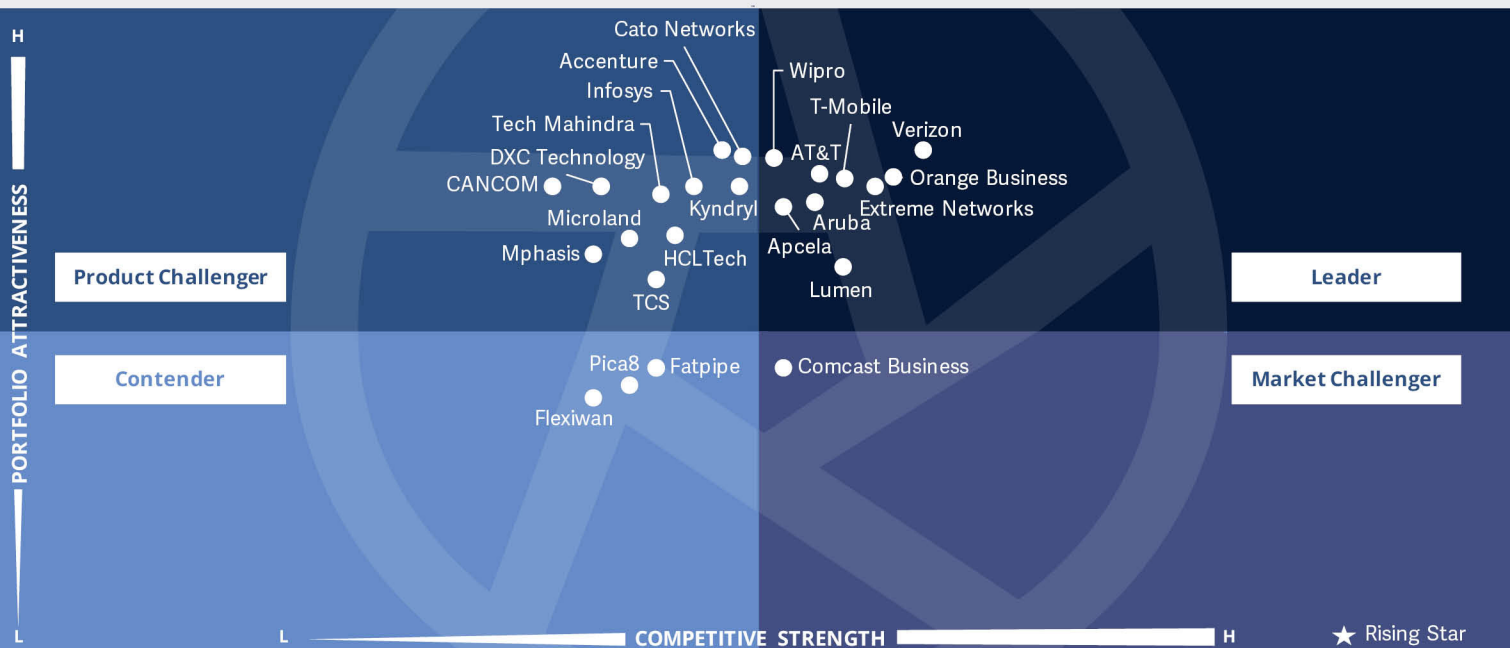 H
Cato Networks
Accenture
Wipro
Infosys
T-Mobile
Tech Mahindra
Verizon
DXC Technology
AT&T
CANCOM
Orange Business
Kyndryl
Extreme Networks
Microland
Aruba
Apcela
Mphasis
HCLTech
Product Challenger
Leader
Lumen
TCS
PORTFOLIO ATTRACTIVENESS
Pica8
Fatpipe
Comcast Business
Contender
Market Challenger
Flexiwan
L
L
COMPETITIVE STRENGTH
H
Rising Star